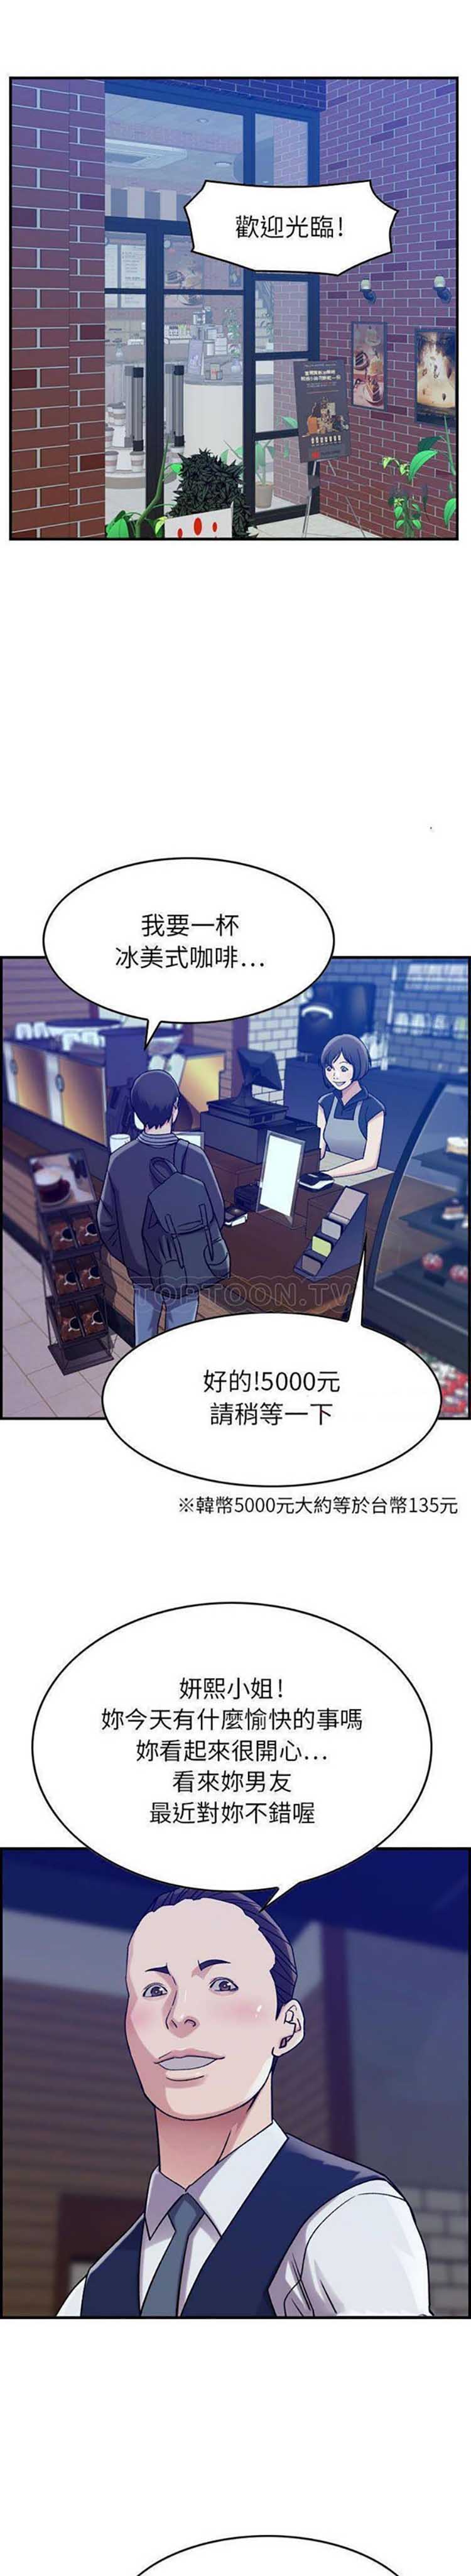 歡迎光臨!
我要一杯
冰美式咖啡...
TOPTOON.TV
好的!5000元
請稍等一下
※韓幣5000元大約等於台幣135元
妍熙小姐!
妳今天有什麼愉快的事嗎
妳看起來很開心...
看來妳男友
最近對妳不錯喔